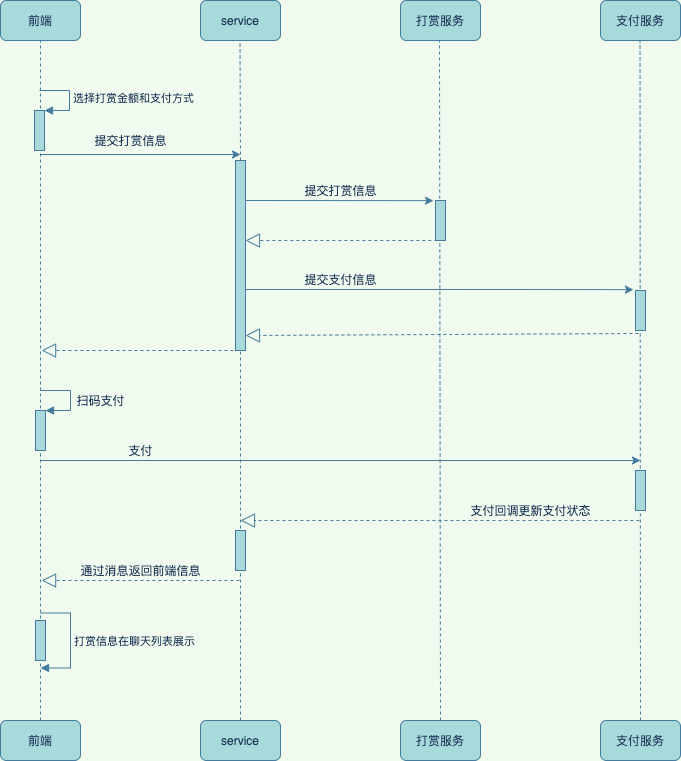 前端
service
打赏服务
支付服务
选择打赏金额和支付方式
提交打赏信息
提交打赏信息
提交支付信息
扫码支付
支付
支付回调更新支付状态
通过消息返回前端信息
打赏信息在聊天列表展示
前端
service
打赏服务
支付服务